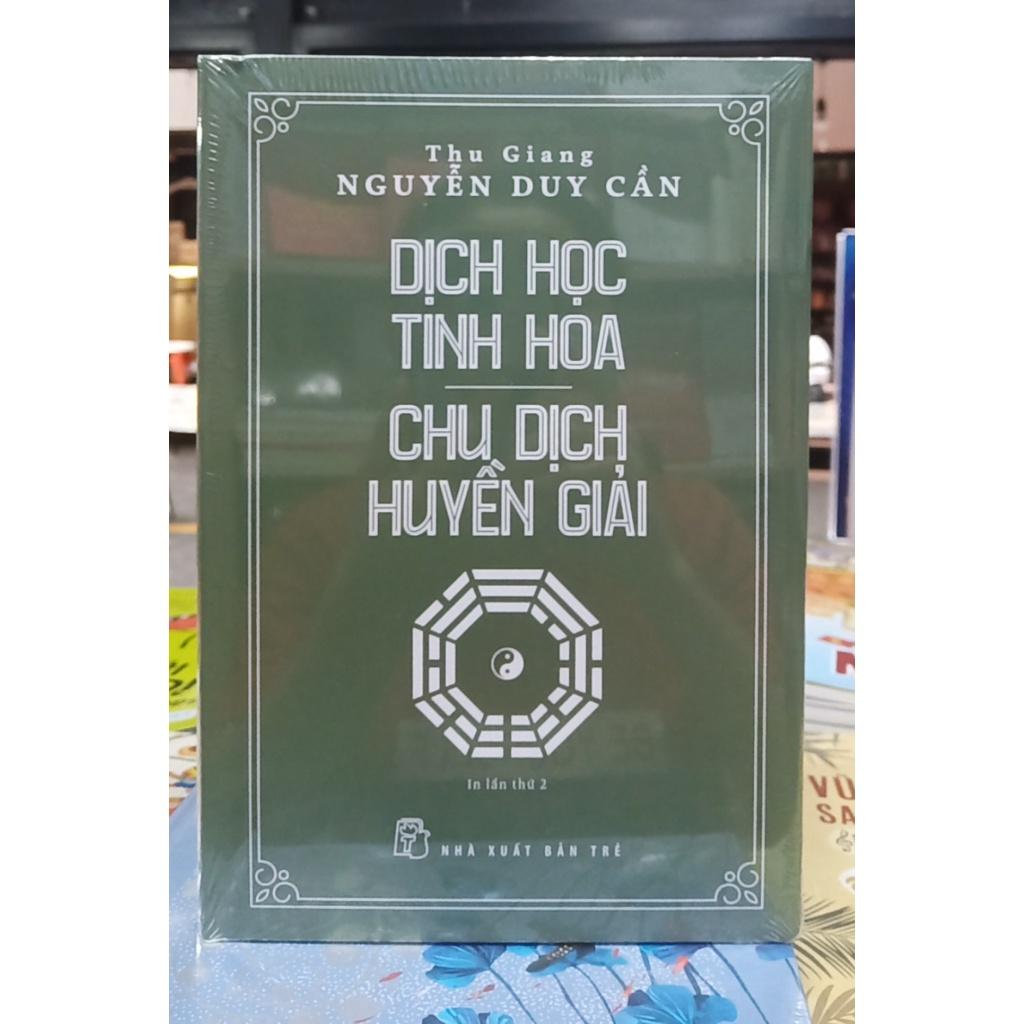 Thu Giang
NGUYỄN DUY CẦN
DỊCH HỌC
TINH HOA
CHU DỊCH
HUYỀN GIẢI
In lần thứ 2
NHÀ XUẤT BẢN TRẺ